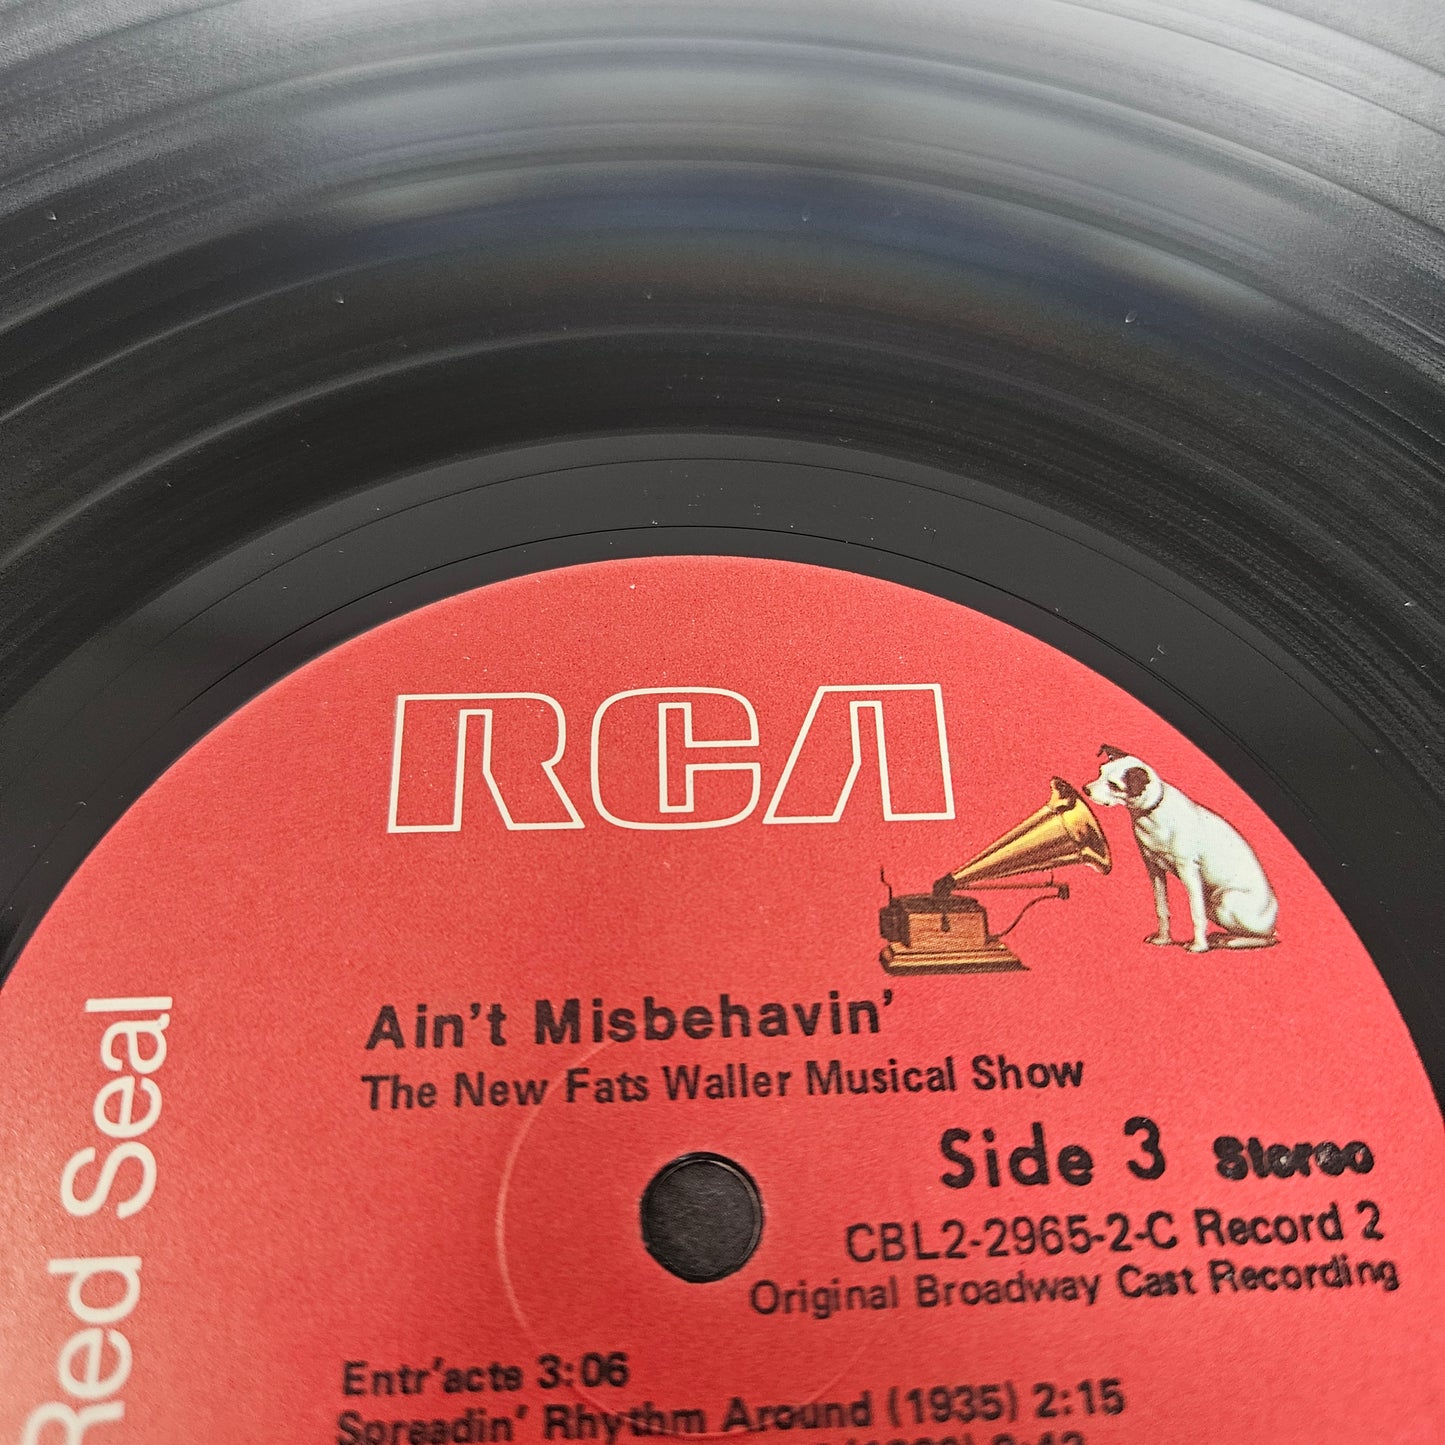 RCA
Red Seal
Ain't Misbehavin'
The New Fats Waller Musical Show
Side 3 Stereo
CBL2-2965-2-C Record 2
Original Broadway Cast Recording
Entr'acte 3:06
Spreadin' Rhythm Around (1935) 2:15